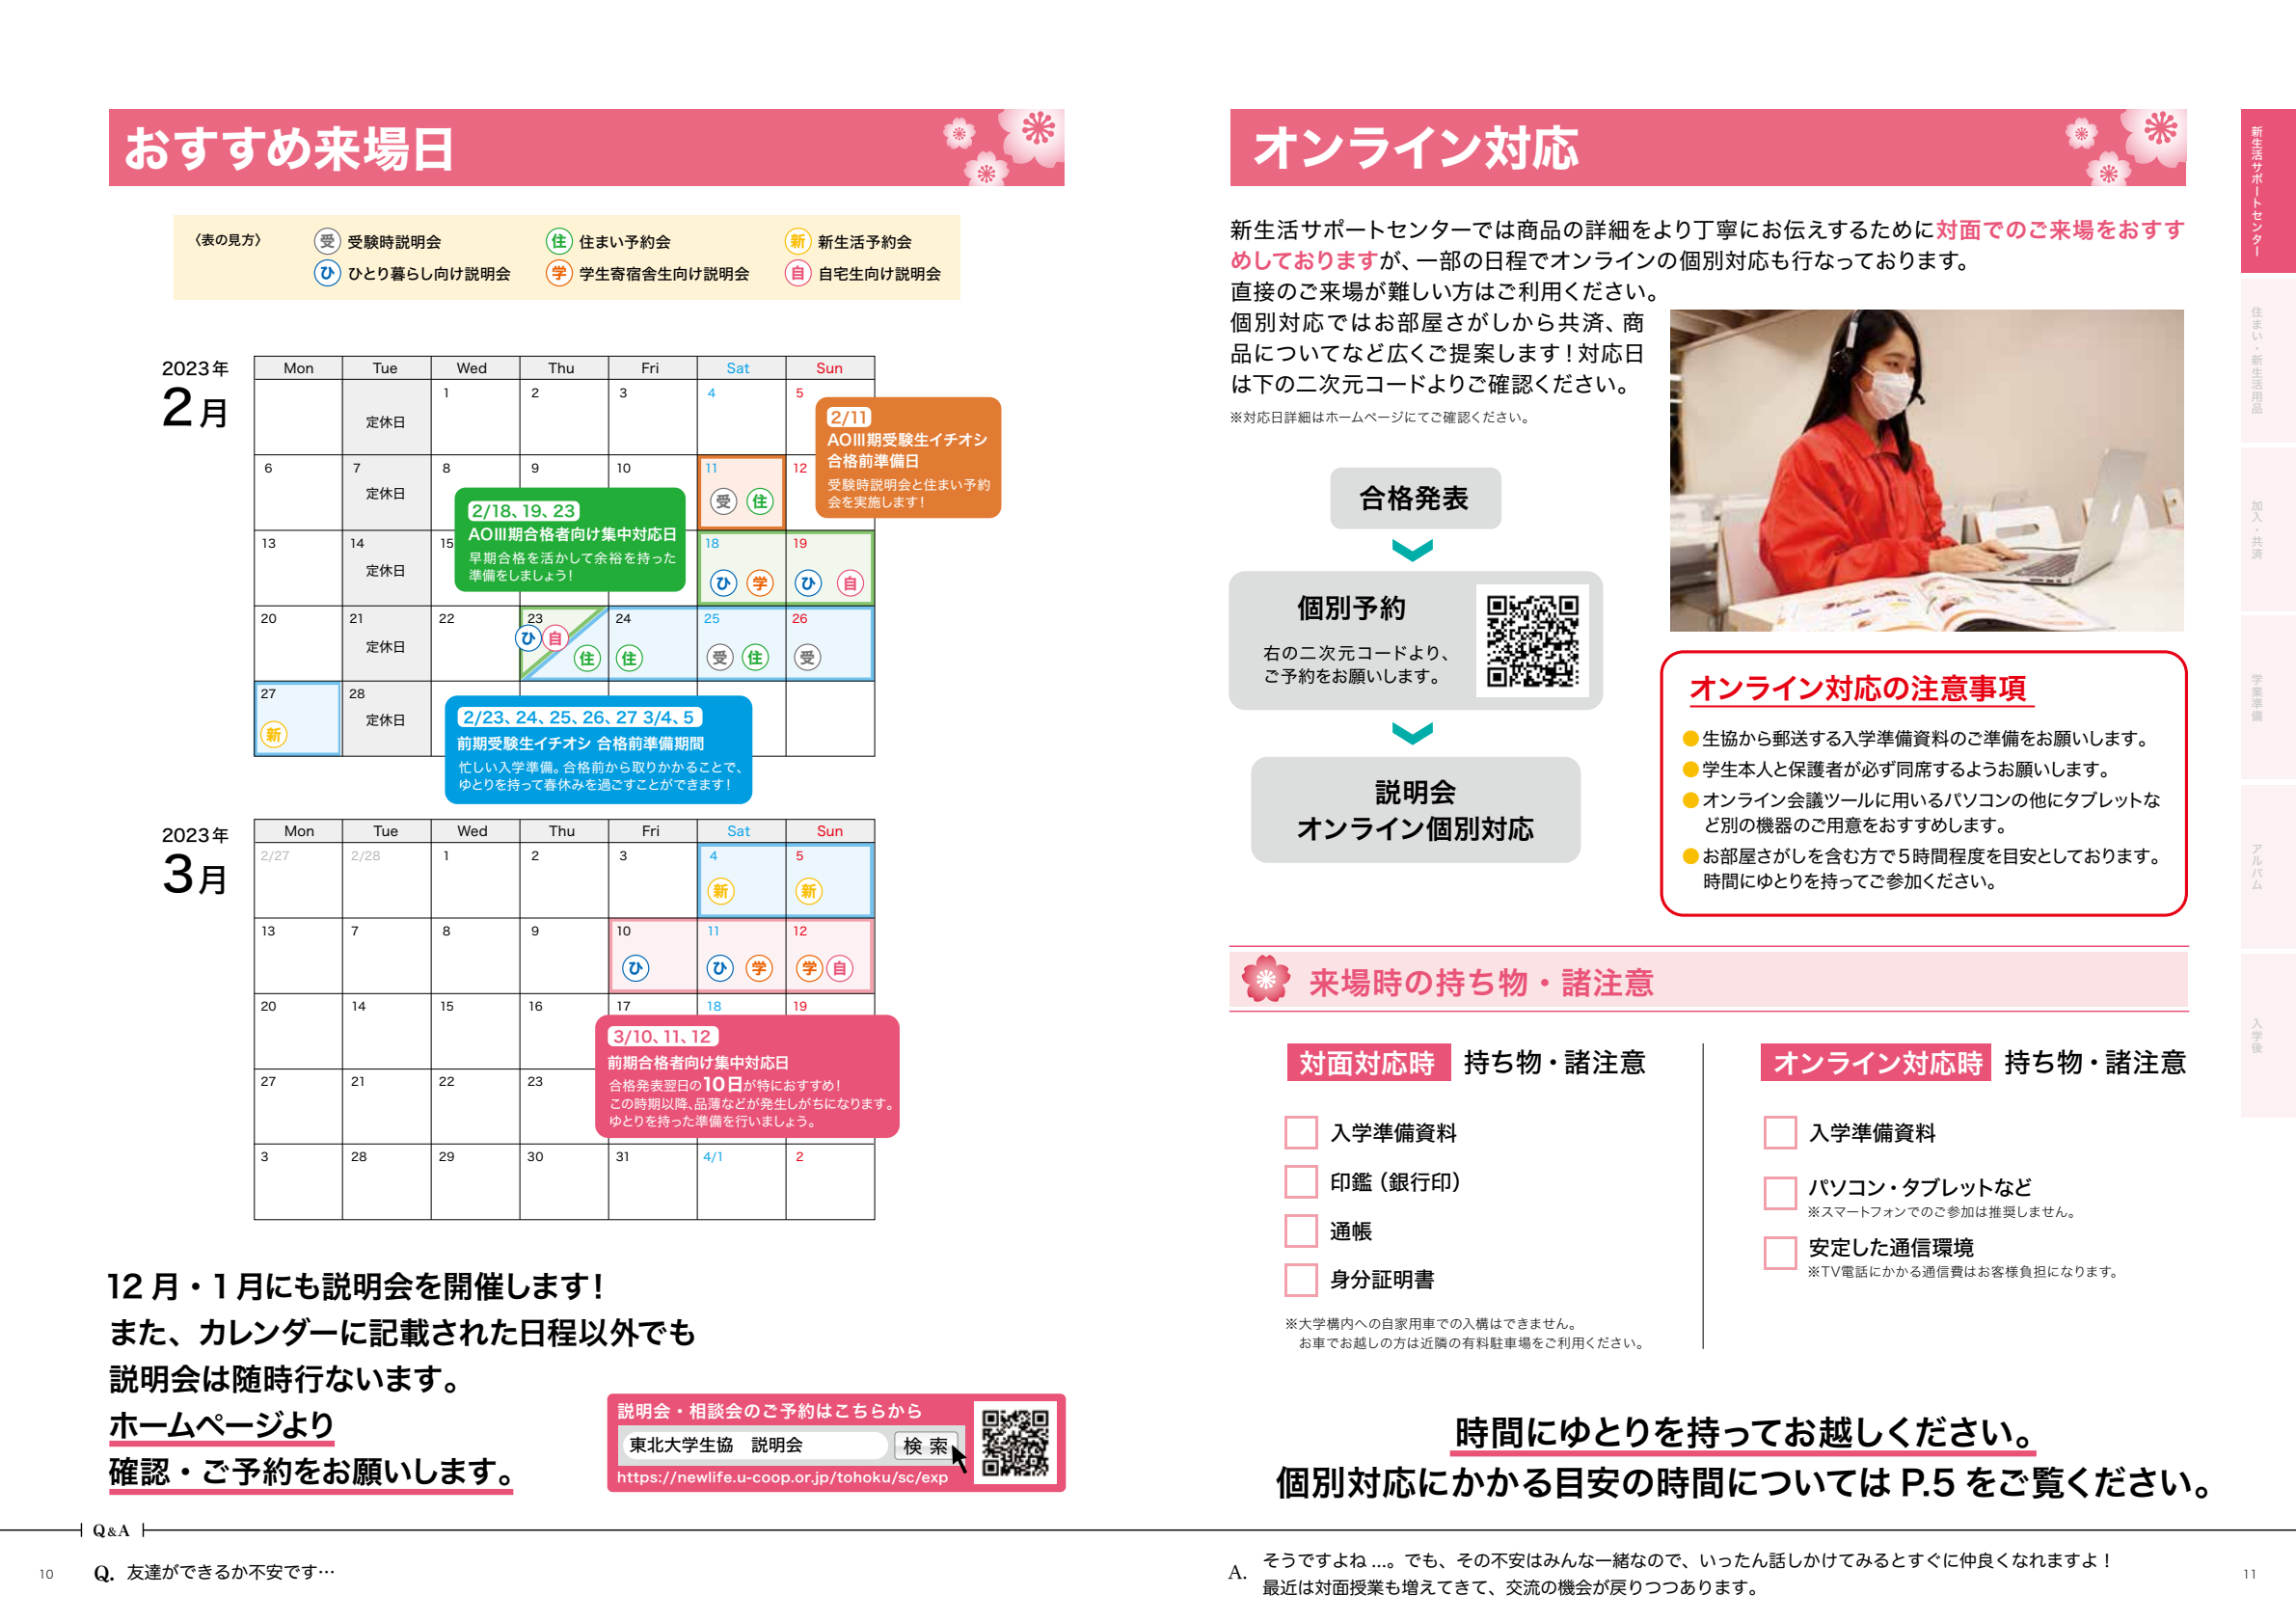 おすすめ来場日
〈表の見方〉
受 受験時説明会
住 住まい予約会
新 新生活予約会
ひ ひとり暮らし向け説明会
学 学生寄宿舎生向け説明会
自 自宅生向け説明会
2023年
2月
Mon Tue Wed Thu Fri Sat Sun
1 2 3 4 5
定休日
2/11
AOIII期受験生イチオシ
合格前準備日
受験時説明会と住まい予約
会を実施します！
6 7 8 9 10 11 12
定休日
受 住
2/18、19、23
AOIII期合格者向け集中対応日
早期合格を活かして余裕を持った
準備をしましょう！
13 14 15 18 19
定休日
ひ 学 ひ 自
20 21 22 23 24 25 26
定休日
ひ 自 住 住 受 住 受
27 28
新 定休日
2/23、24、25、26、27 3/4、5
前期受験生イチオシ 合格前準備期間
忙しい入学準備。合格前から取りかかることで、
ゆとりを持って春休みを過ごすことができます！
2023年
3月
Mon Tue Wed Thu Fri Sat Sun
2/27 2/28 1 2 3 4 5
新 新
13 7 8 9 10 11 12
ひ ひ 学 学 自
20 14 15 16 17 18 19
3/10、11、12
前期合格者向け集中対応日
合格発表翌日の10日が特におすすめ！
この時期以降、品薄などが発生しがちになります。
ゆとりを持った準備を行いましょう。
27 21 22 23
3 28 29 30 31 4/1 2
12月・1月にも説明会を開催します！
また、カレンダーに記載された日程以外でも
説明会は随時行ないます。
ホームページより
確認・ご予約をお願いします。
説明会・相談会のご予約はこちらから
東北大学生協　説明会
検 索
https://newlife.u-coop.or.jp/tohoku/sc/exp
オンライン対応
新生活サポートセンターでは商品の詳細をより丁寧にお伝えするために対面でのご来場をおすす
めしておりますが、一部の日程でオンラインの個別対応も行なっております。
直接のご来場が難しい方はご利用ください。
個別対応ではお部屋さがしから共済、商
品についてなど広くご提案します！対応日
は下の二次元コードよりご確認ください。
※対応日詳細はホームページにてご確認ください。
合格発表
個別予約
右の二次元コードより、
ご予約をお願いします。
説明会
オンライン個別対応
オンライン対応の注意事項
●生協から郵送する入学準備資料のご準備をお願いします。
●学生本人と保護者が必ず同席するようお願いします。
●オンライン会議ツールに用いるパソコンの他にタブレットな
ど別の機器のご用意をおすすめします。
●お部屋さがしを含む方で5時間程度を目安としております。
時間にゆとりを持ってご参加ください。
来場時の持ち物・諸注意
対面対応時 持ち物・諸注意
入学準備資料
印鑑（銀行印）
通帳
身分証明書
※大学構内への自家用車での入構はできません。
お車でお越しの方は近隣の有料駐車場をご利用ください。
オンライン対応時 持ち物・諸注意
入学準備資料
パソコン・タブレットなど
※スマートフォンでのご参加は推奨しません。
安定した通信環境
※TV電話にかかる通信費はお客様負担になります。
時間にゆとりを持ってお越しください。
個別対応にかかる目安の時間についてはP.5をご覧ください。
新生活サポートセンター
住まい・新生活用品
加入・共済
学業準備
アルバム
入学後
Q&A
10
Q. 友達ができるか不安です…
A. そうですよね…。でも、その不安はみんな一緒なので、いったん話しかけてみるとすぐに仲良くなれますよ！
最近は対面授業も増えてきて、交流の機会が戻りつつあります。
11